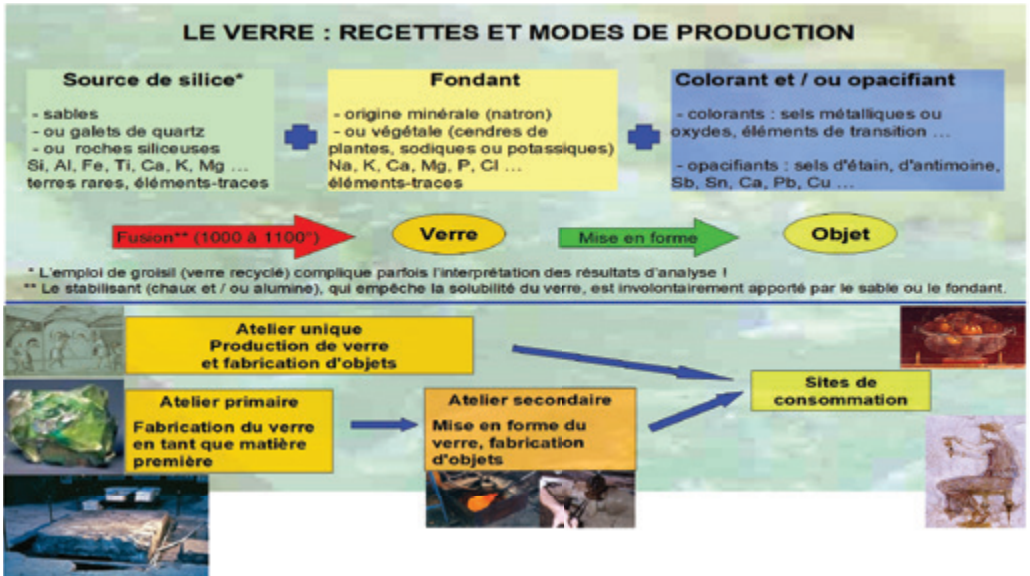 LE VERRE : RECETTES ET MODES DE PRODUCTION
Source de silice*
- sables
- ou galets de quartz
- ou roches siliceuses
Si, Al, Fe, Ti, Ca, K, Mg ...
terres rares, éléments-traces
Fondant
- origine minérale (natron)
- ou végétale (cendres de
plantes, sodiques ou potassiques)
Na, K, Ca, Mg, P, Cl ...
éléments-traces
Colorant et / ou opacifiant
- colorants : sels métalliques ou
oxydes, éléments de transition ...
- opacifiants : sels d'étain, d'antimoine,
Sb, Sn, Ca, Pb, Cu ...
Fusion** (1000 à 1100°)
Verre
Mise en forme
Objet
* L'emploi de groisil (verre recyclé) complique parfois l'interprétation des résultats d'analyse !
** Le stabilisant (chaux et / ou alumine), qui empêche la solubilité du verre, est involontairement apporté par le sable ou le fondant.
Atelier unique
Production de verre
et fabrication d'objets
Atelier primaire
Fabrication du verre
en tant que matière
première
Atelier secondaire
Mise en forme du
verre, fabrication
d'objets
Sites de
consommation